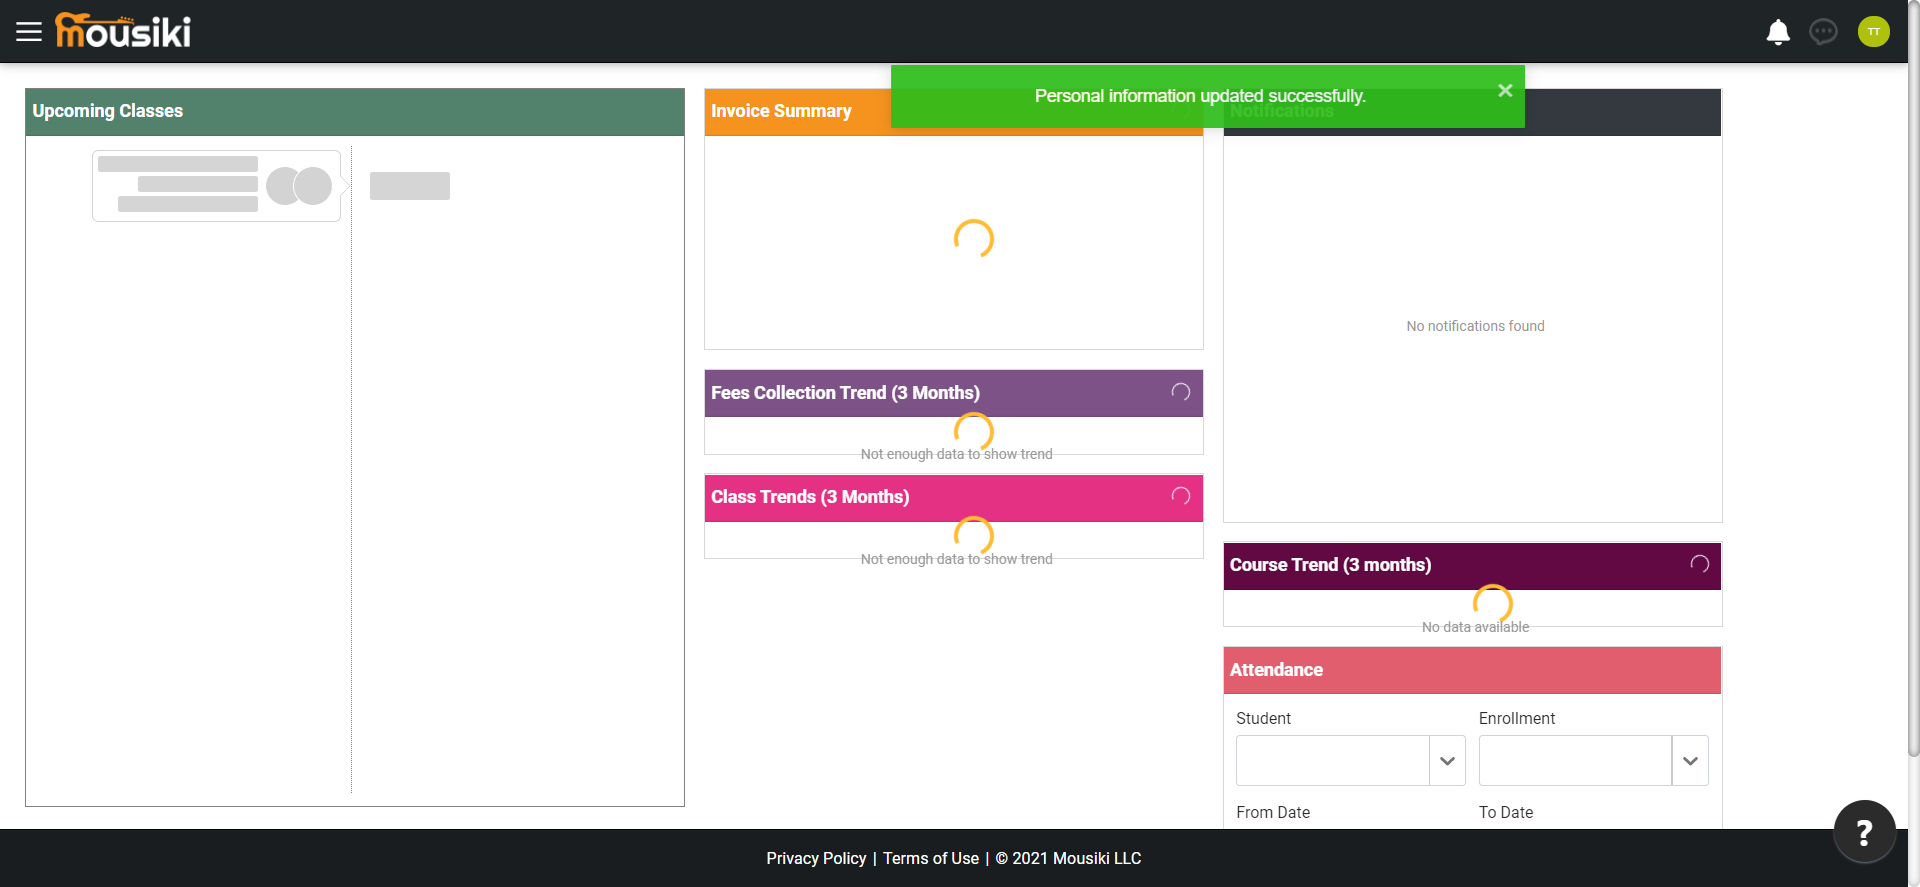 mousiki
TT
Personal information updated successfully.
×
Upcoming Classes
Invoice Summary
Notifications
No notifications found
Fees Collection Trend (3 Months)
Not enough data to show trend
Class Trends (3 Months)
Not enough data to show trend
Course Trend (3 months)
No data available
Attendance
Student
Enrollment
From Date
To Date
?
Privacy Policy | Terms of Use | © 2021 Mousiki LLC